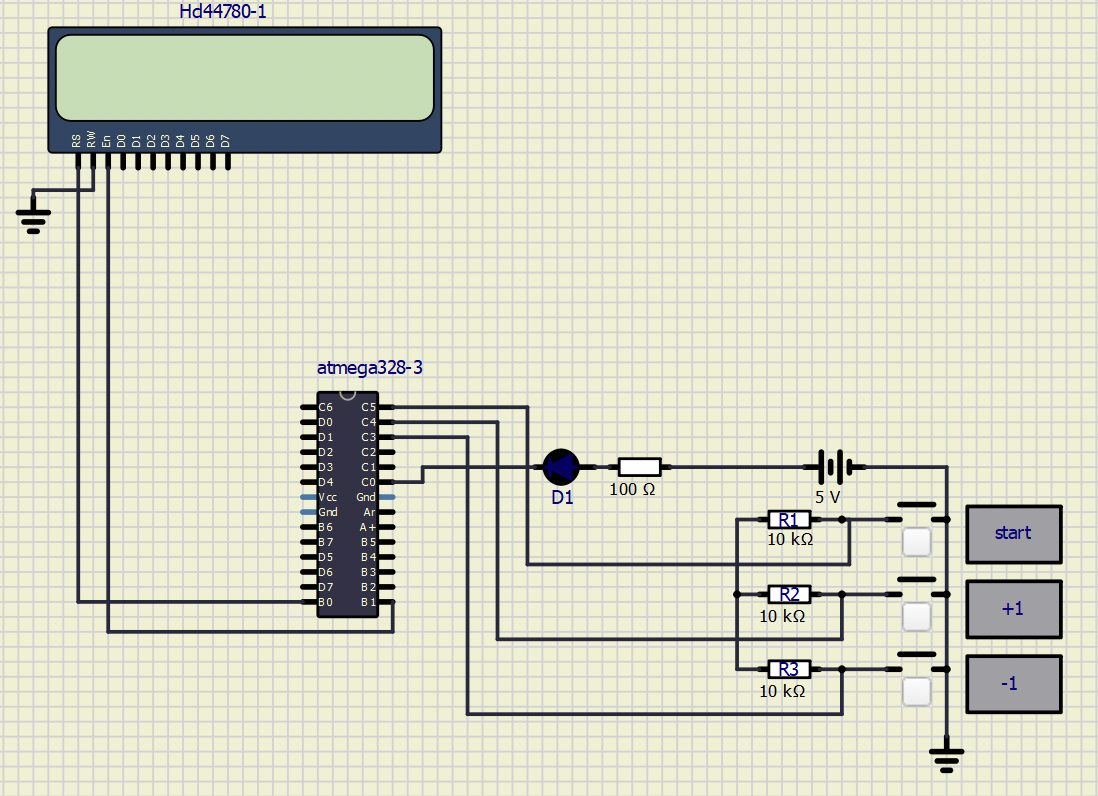 Hd44780-1
RS RW En D0 D1 D2 D3 D4 D5 D6 D7
atmega328-3
C6 C5
D0 C4
D1 C3
D2 C2
D3 C1
D4 C0
Vcc Gnd
Gnd Ar
B6 A+
B7 B5
D5 B4
D6 B3
D7 B2
B0 B1
D1
100 Ω
5 V
R1
10 kΩ
start
R2
10 kΩ
+1
R3
10 kΩ
-1